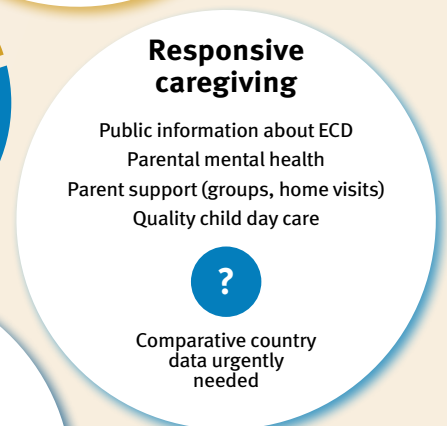 Responsive
caregiving
Public information about ECD
Parental mental health
Parent support (groups, home visits)
Quality child day care
?
Comparative country
data urgently
needed